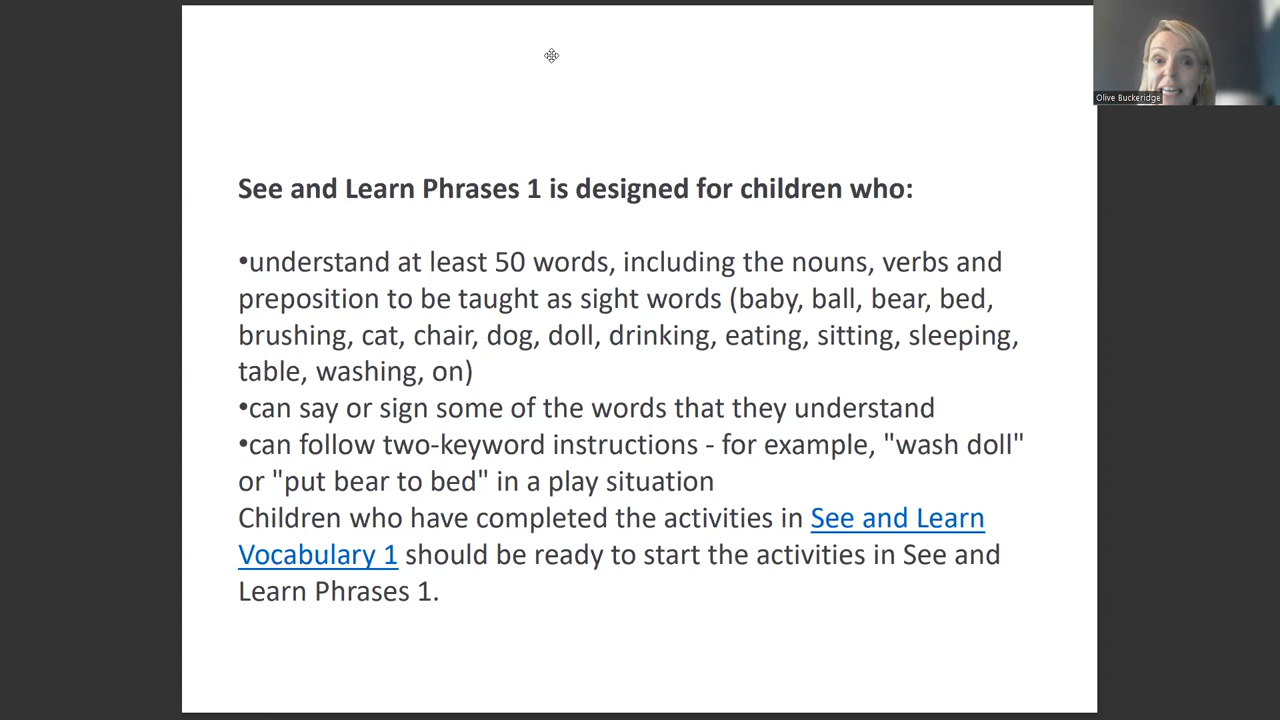 Olive Buckeridge
See and Learn Phrases 1 is designed for children who:
•understand at least 50 words, including the nouns, verbs and
preposition to be taught as sight words (baby, ball, bear, bed,
brushing, cat, chair, dog, doll, drinking, eating, sitting, sleeping,
table, washing, on)
•can say or sign some of the words that they understand
•can follow two-keyword instructions - for example, "wash doll"
or "put bear to bed" in a play situation
Children who have completed the activities in See and Learn
Vocabulary 1 should be ready to start the activities in See and
Learn Phrases 1.